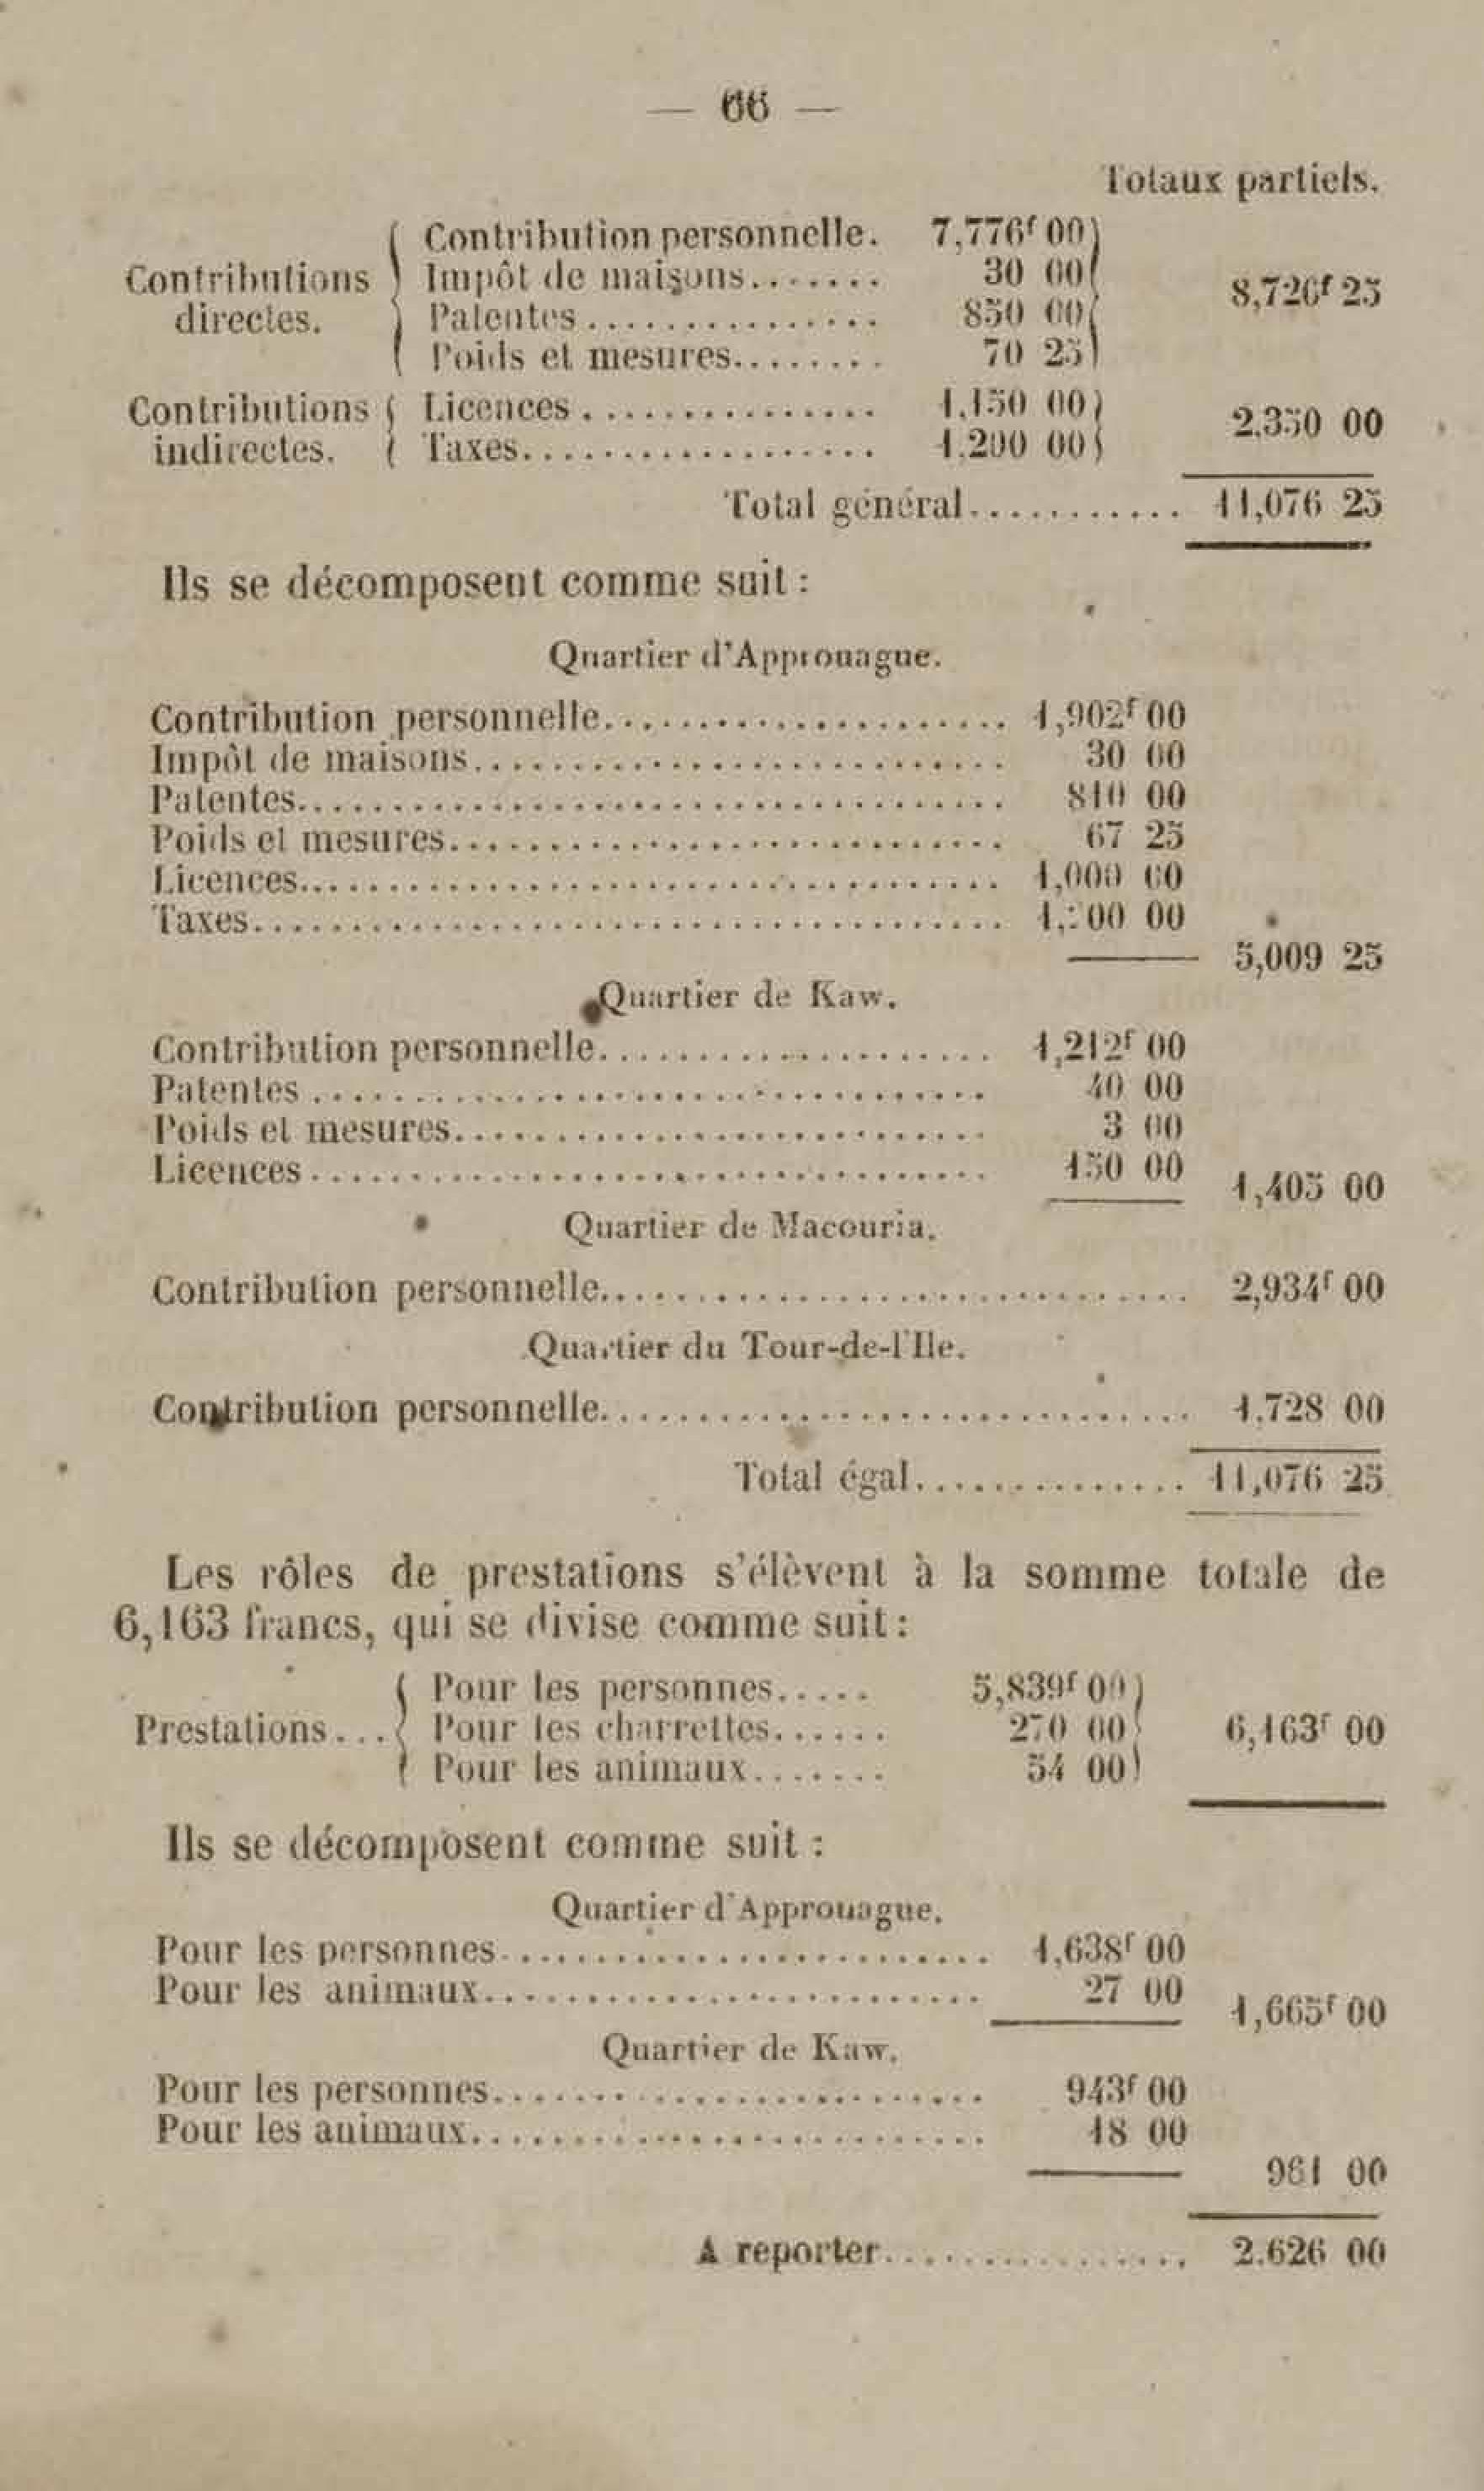 — 66 —
Totaux partiels.
Contributions directes. { Contribution personnelle. 7,776f 00
Impôt de maisons....... 30 00
Patentes............... 850 00
Poids et mesures........ 70 25 } 8,726f 25
Contributions indirectes. { Licences............... 1,150 00
Taxes.................. 1.200 00 } 2,350 00
Total général........... 11,076 25
Ils se décomposent comme suit :
Quartier d'Approuague.
Contribution personnelle..................... 1,902f 00
Impôt de maisons........................... 30 00
Patentes.................................... 810 00
Poids et mesures............................ 67 25
Licences.................................... 1,000 00
Taxes...................................... 1,200 00
5,009 25
Quartier de Kaw.
Contribution personnelle.................... 1,212f 00
Patentes................................... 40 00
Poids et mesures........................... 3 00
Licences.................................. 150 00
1,405 00
Quartier de Macouria.
Contribution personnelle.............................. 2,934f 00
Quartier du Tour-de-l'Ile.
Contribution personnelle.............................. 1.728 00
Total égal.............. 11,076 25
Les rôles de prestations s'élèvent à la somme totale de
6,163 francs, qui se divise comme suit :
Prestations... { Pour les personnes..... 5,839f 00
Pour les charrettes...... 270 00
Pour les animaux....... 54 00 } 6,163f 00
Ils se décomposent comme suit :
Quartier d'Approuague.
Pour les personnes......................... 1,638f 00
Pour les animaux......................... 27 00
1,665f 00
Quartier de Kaw.
Pour les personnes......................... 943f 00
Pour les animaux.......................... 18 00
961 00
A reporter................ 2.626 00